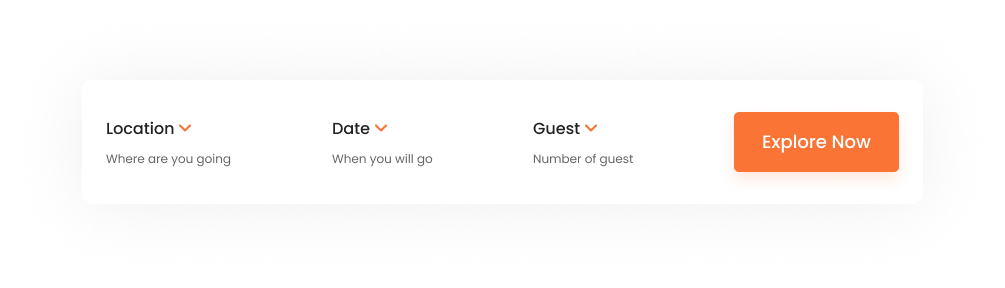 Location
Where are you going
Date
When you will go
Guest
Number of guest
Explore Now